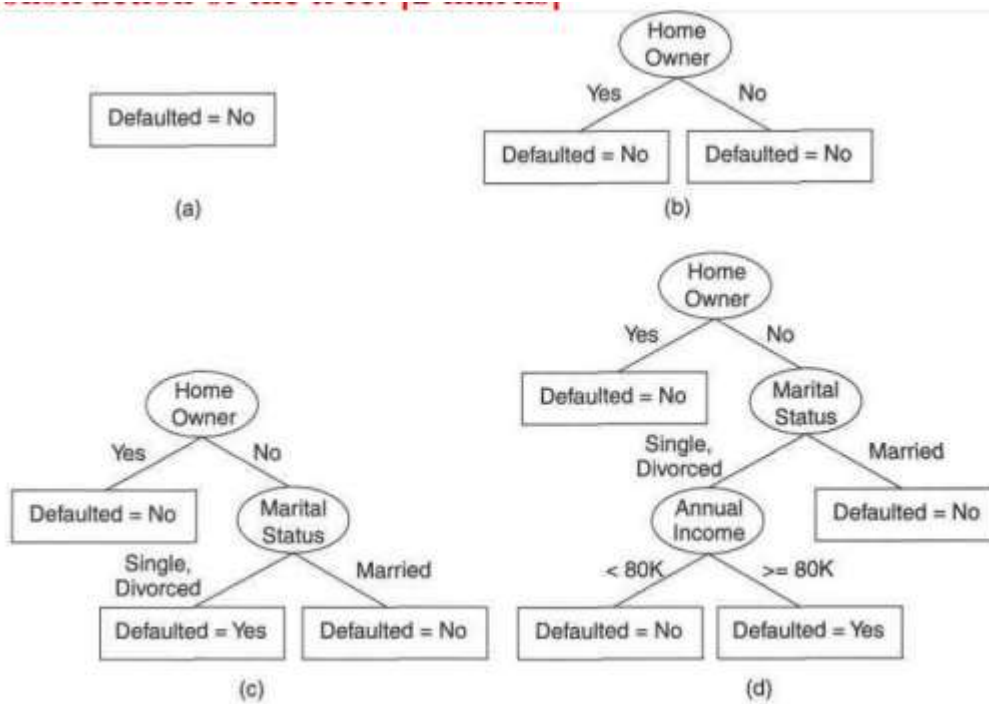 Defaulted = No
(a)
Home
Owner
Yes
No
Defaulted = No
Defaulted = No
(b)
Home
Owner
Yes
No
Defaulted = No
Marital
Status
Single,
Divorced
Married
Defaulted = Yes
Defaulted = No
(c)
Home
Owner
Yes
No
Defaulted = No
Marital
Status
Single,
Divorced
Married
Annual
Income
Defaulted = No
< 80K
>= 80K
Defaulted = No
Defaulted = Yes
(d)